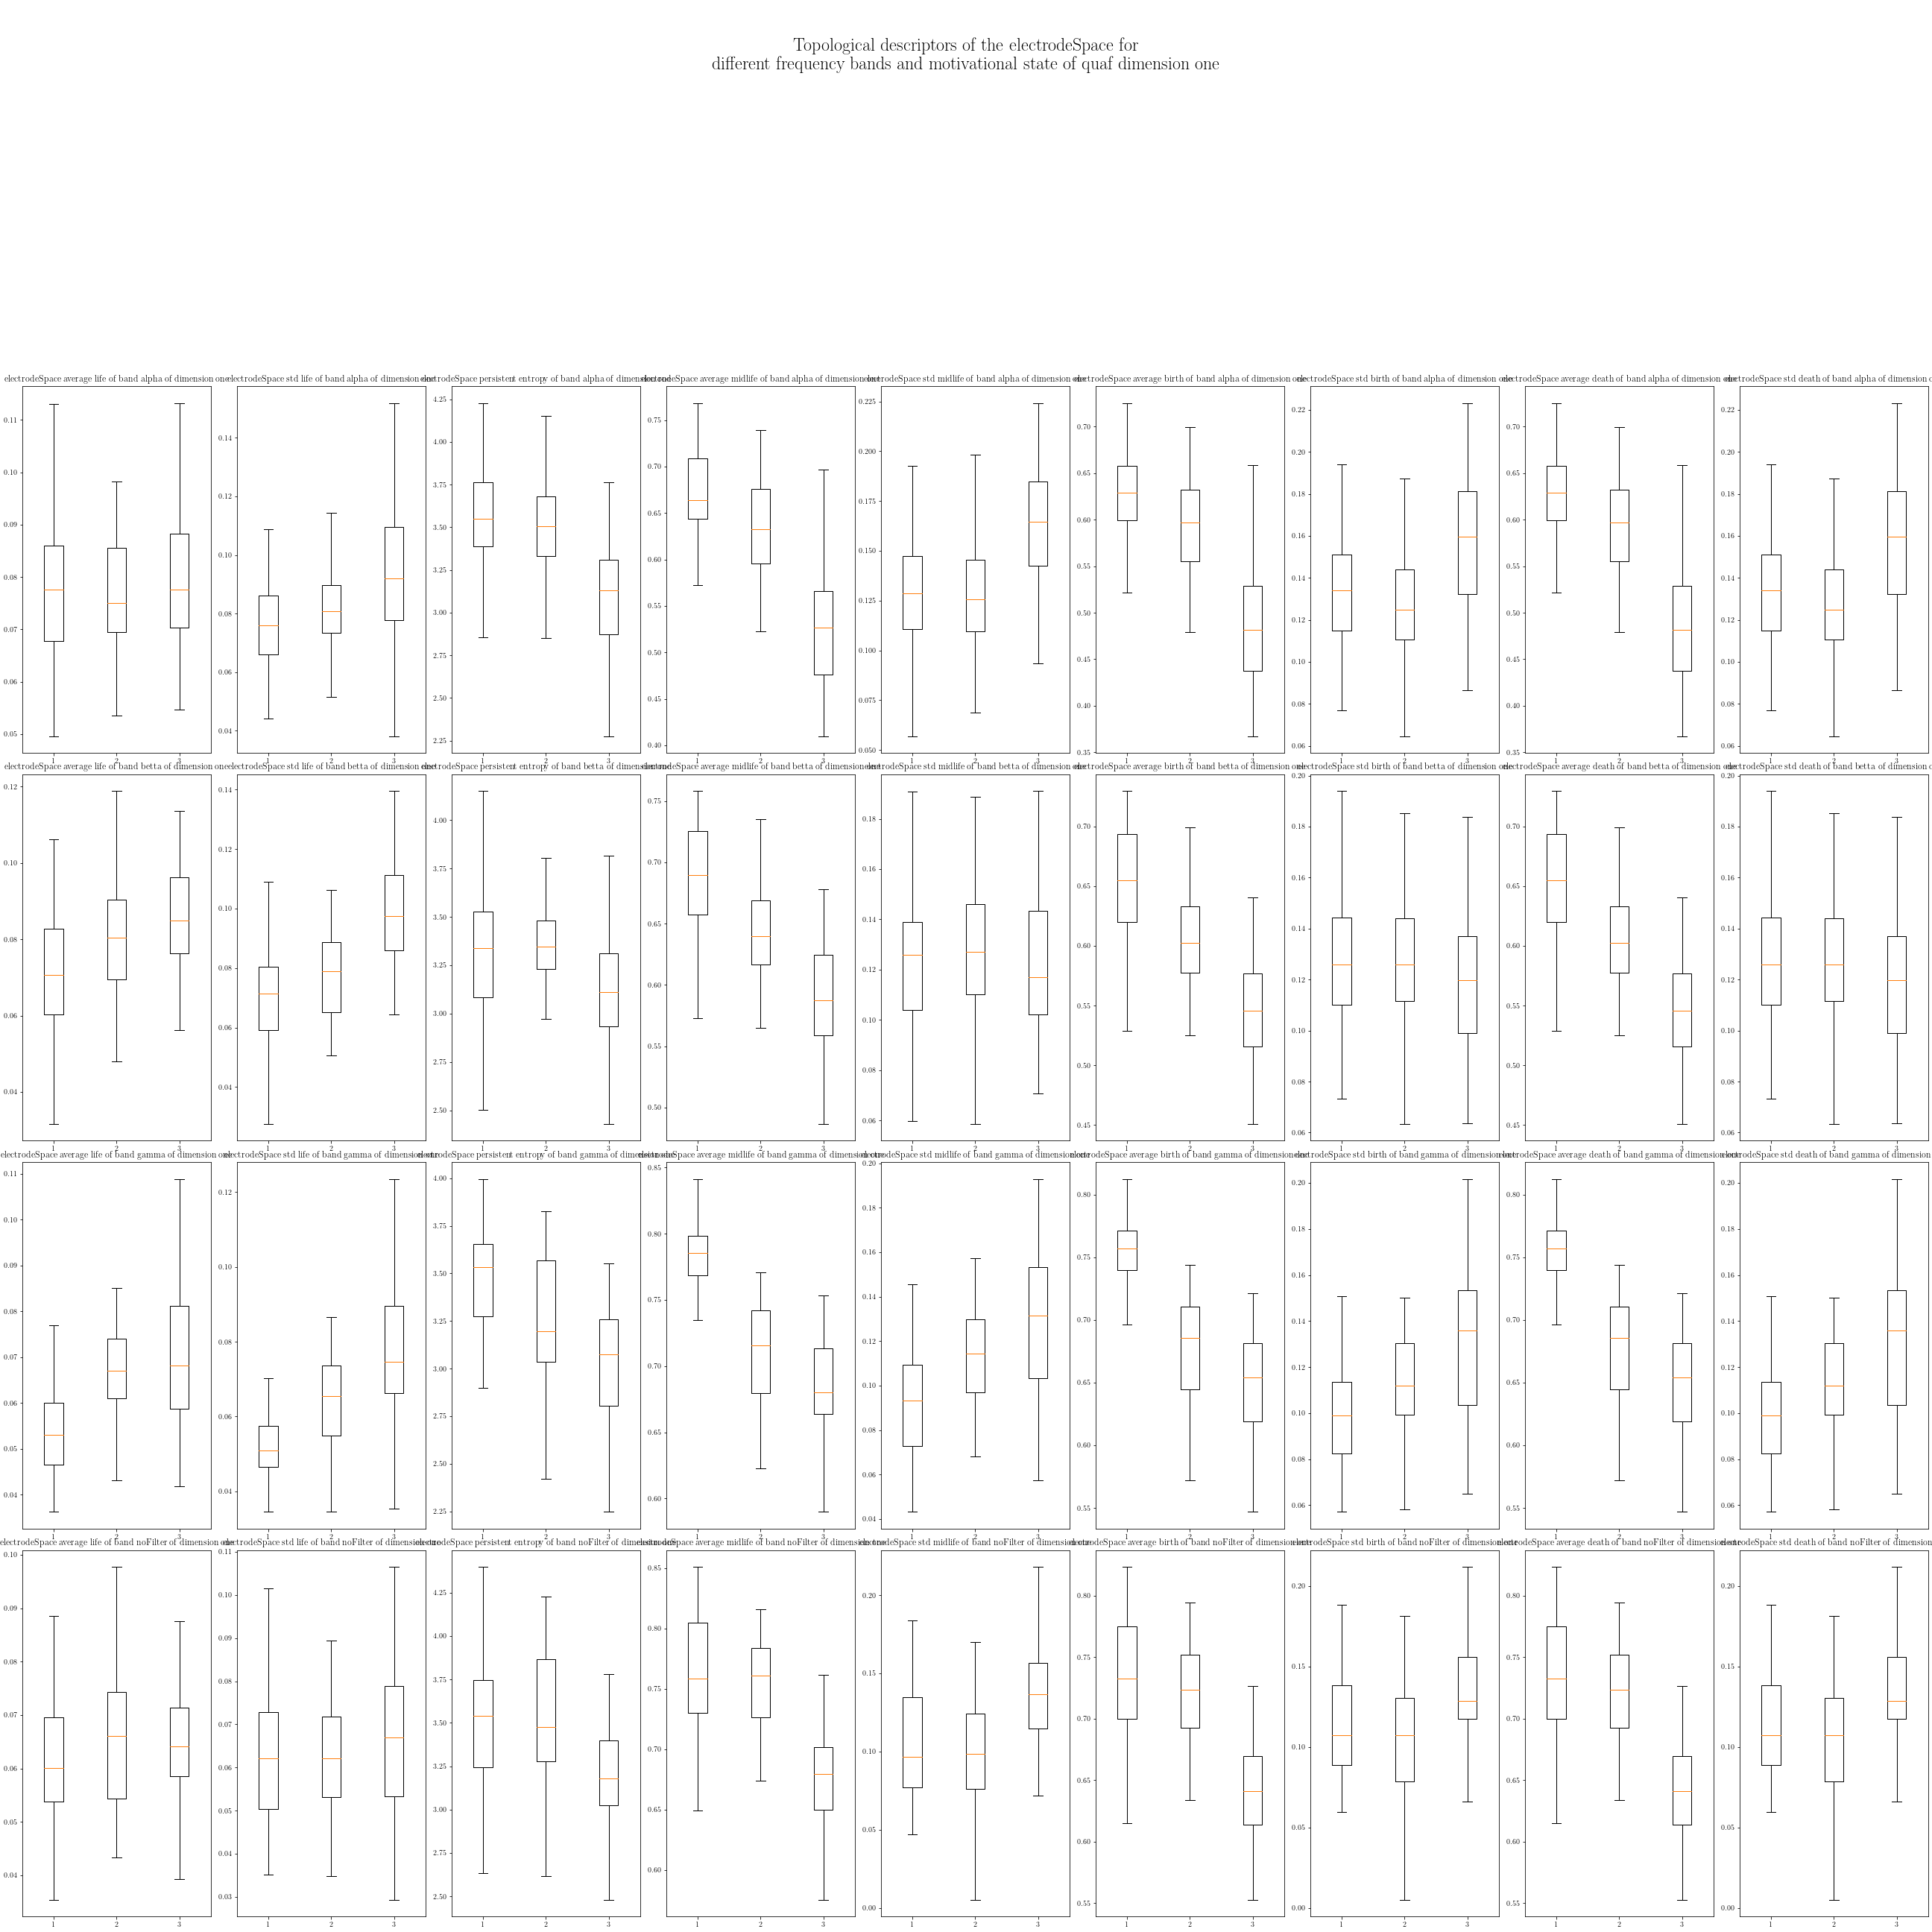 Topological descriptors of the electrodeSpace for
different frequency bands and motivational state of quaf dimension one
electrodeSpace average life of band alpha of dimension one
0.11 0.10 0.09 0.08 0.07 0.06 0.05
1 2 3
electrodeSpace std life of band alpha of dimension one
0.14 0.12 0.10 0.08 0.06 0.04
1 2 3
electrodeSpace persistent entropy of band alpha of dimension one
4.25 4.00 3.75 3.50 3.25 3.00 2.75 2.50 2.25
1 2 3
electrodeSpace average midlife of band alpha of dimension one
0.75 0.70 0.65 0.60 0.55 0.50 0.45 0.40
1 2 3
electrodeSpace std midlife of band alpha of dimension one
0.225 0.200 0.175 0.150 0.125 0.100 0.075 0.050
1 2 3
electrodeSpace average birth of band alpha of dimension one
0.70 0.65 0.60 0.55 0.50 0.45 0.40 0.35
1 2 3
electrodeSpace std birth of band alpha of dimension one
0.22 0.20 0.18 0.16 0.14 0.12 0.10 0.08 0.06
1 2 3
electrodeSpace average death of band alpha of dimension one
0.70 0.65 0.60 0.55 0.50 0.45 0.40 0.35
1 2 3
electrodeSpace std death of band alpha of dimension
0.22 0.20 0.18 0.16 0.14 0.12 0.10 0.08 0.06
1 2 3
electrodeSpace average life of band betta of dimension one
0.12 0.10 0.08 0.06 0.04
1 2 3
electrodeSpace std life of band betta of dimension one
0.14 0.12 0.10 0.08 0.06 0.04
1 2 3
electrodeSpace persistent entropy of band betta of dimension one
4.00 3.75 3.50 3.25 3.00 2.75 2.50
1 2 3
electrodeSpace average midlife of band betta of dimension one
0.75 0.70 0.65 0.60 0.55 0.50
1 2 3
electrodeSpace std midlife of band betta of dimension one
0.18 0.16 0.14 0.12 0.10 0.08 0.06
1 2 3
electrodeSpace average birth of band betta of dimension one
0.70 0.65 0.60 0.55 0.50 0.45
1 2 3
electrodeSpace std birth of band betta of dimension one
0.20 0.18 0.16 0.14 0.12 0.10 0.08 0.06
1 2 3
electrodeSpace average death of band betta of dimension one
0.70 0.65 0.60 0.55 0.50 0.45
1 2 3
electrodeSpace std death of band betta of dimension
0.20 0.18 0.16 0.14 0.12 0.10 0.08 0.06
1 2 3
electrodeSpace average life of band gamma of dimension one
0.11 0.10 0.09 0.08 0.07 0.06 0.05 0.04
1 2 3
electrodeSpace std life of band gamma of dimension one
0.12 0.10 0.08 0.06 0.04
1 2 3
electrodeSpace persistent entropy of band gamma of dimension one
4.00 3.75 3.50 3.25 3.00 2.75 2.50 2.25
1 2 3
electrodeSpace average midlife of band gamma of dimension one
0.85 0.80 0.75 0.70 0.65 0.60
1 2 3
electrodeSpace std midlife of band gamma of dimension one
0.20 0.18 0.16 0.14 0.12 0.10 0.08 0.06 0.04
1 2 3
electrodeSpace average birth of band gamma of dimension one
0.80 0.75 0.70 0.65 0.60 0.55
1 2 3
electrodeSpace std birth of band gamma of dimension one
0.20 0.18 0.16 0.14 0.12 0.10 0.08 0.06
1 2 3
electrodeSpace average death of band gamma of dimension one
0.80 0.75 0.70 0.65 0.60 0.55
1 2 3
electrodeSpace std death of band gamma of dimension
0.20 0.18 0.16 0.14 0.12 0.10 0.08 0.06
1 2 3
electrodeSpace average life of band noFilter of dimension one
0.10 0.09 0.08 0.07 0.06 0.05 0.04
1 2 3
electrodeSpace std life of band noFilter of dimension one
0.11 0.10 0.09 0.08 0.07 0.06 0.05 0.04 0.03
1 2 3
electrodeSpace persistent entropy of band noFilter of dimension one
4.25 4.00 3.75 3.50 3.25 3.00 2.75 2.50
1 2 3
electrodeSpace average midlife of band noFilter of dimension one
0.85 0.80 0.75 0.70 0.65 0.60
1 2 3
electrodeSpace std midlife of band noFilter of dimension one
0.20 0.15 0.10 0.05 0.00
1 2 3
electrodeSpace average birth of band noFilter of dimension one
0.80 0.75 0.70 0.65 0.60 0.55
1 2 3
electrodeSpace std birth of band noFilter of dimension one
0.20 0.15 0.10 0.05 0.00
1 2 3
electrodeSpace average death of band noFilter of dimension one
0.80 0.75 0.70 0.65 0.60 0.55
1 2 3
electrodeSpace std death of band noFilter of dimension
0.20 0.15 0.10 0.05 0.00
1 2 3